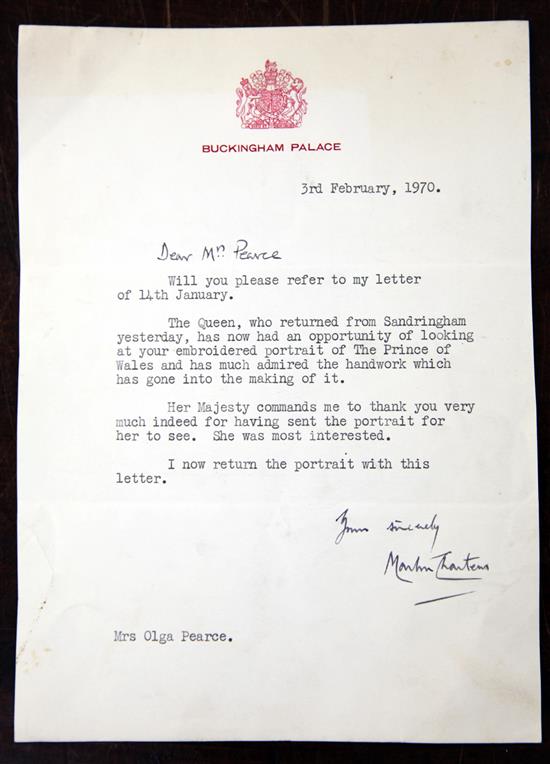 BUCKINGHAM PALACE
3rd February, 1970.
Dear Mrs Pearce
Will you please refer to my letter
of 14th January.
The Queen, who returned from Sandringham
yesterday, has now had an opportunity of looking
at your embroidered portrait of The Prince of
Wales and has much admired the handwork which
has gone into the making of it.
Her Majesty commands me to thank you very
much indeed for having sent the portrait for
her to see.  She was most interested.
I now return the portrait with this
letter.
Yours sincerely
Martin Charteris
Mrs Olga Pearce.